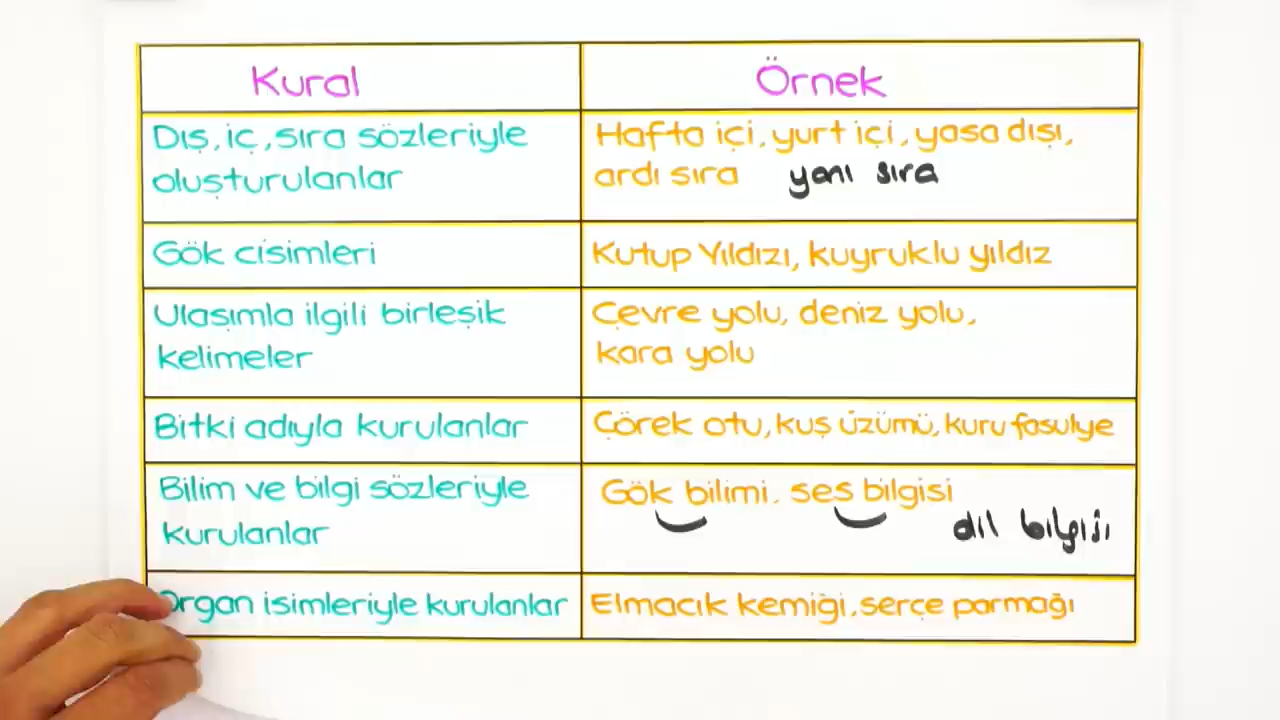 Kural
Örnek
Dış, iç, sıra sözleriyle
oluşturulanlar
Hafta içi, yurt içi, yasa dışı,
ardı sıra yanı sıra
Gök cisimleri
Kutup Yıldızı, kuyruklu yıldız
Ulaşımla ilgili birleşik
kelimeler
Çevre yolu, deniz yolu,
kara yolu
Bitki adıyla kurulanlar
Çörek otu, kuş üzümü, kuru fasulye
Bilim ve bilgi sözleriyle
kurulanlar
Gök bilimi, ses bilgisi
dil bilgisi
Organ isimleriyle kurulanlar
Elmacık kemiği, serçe parmağı